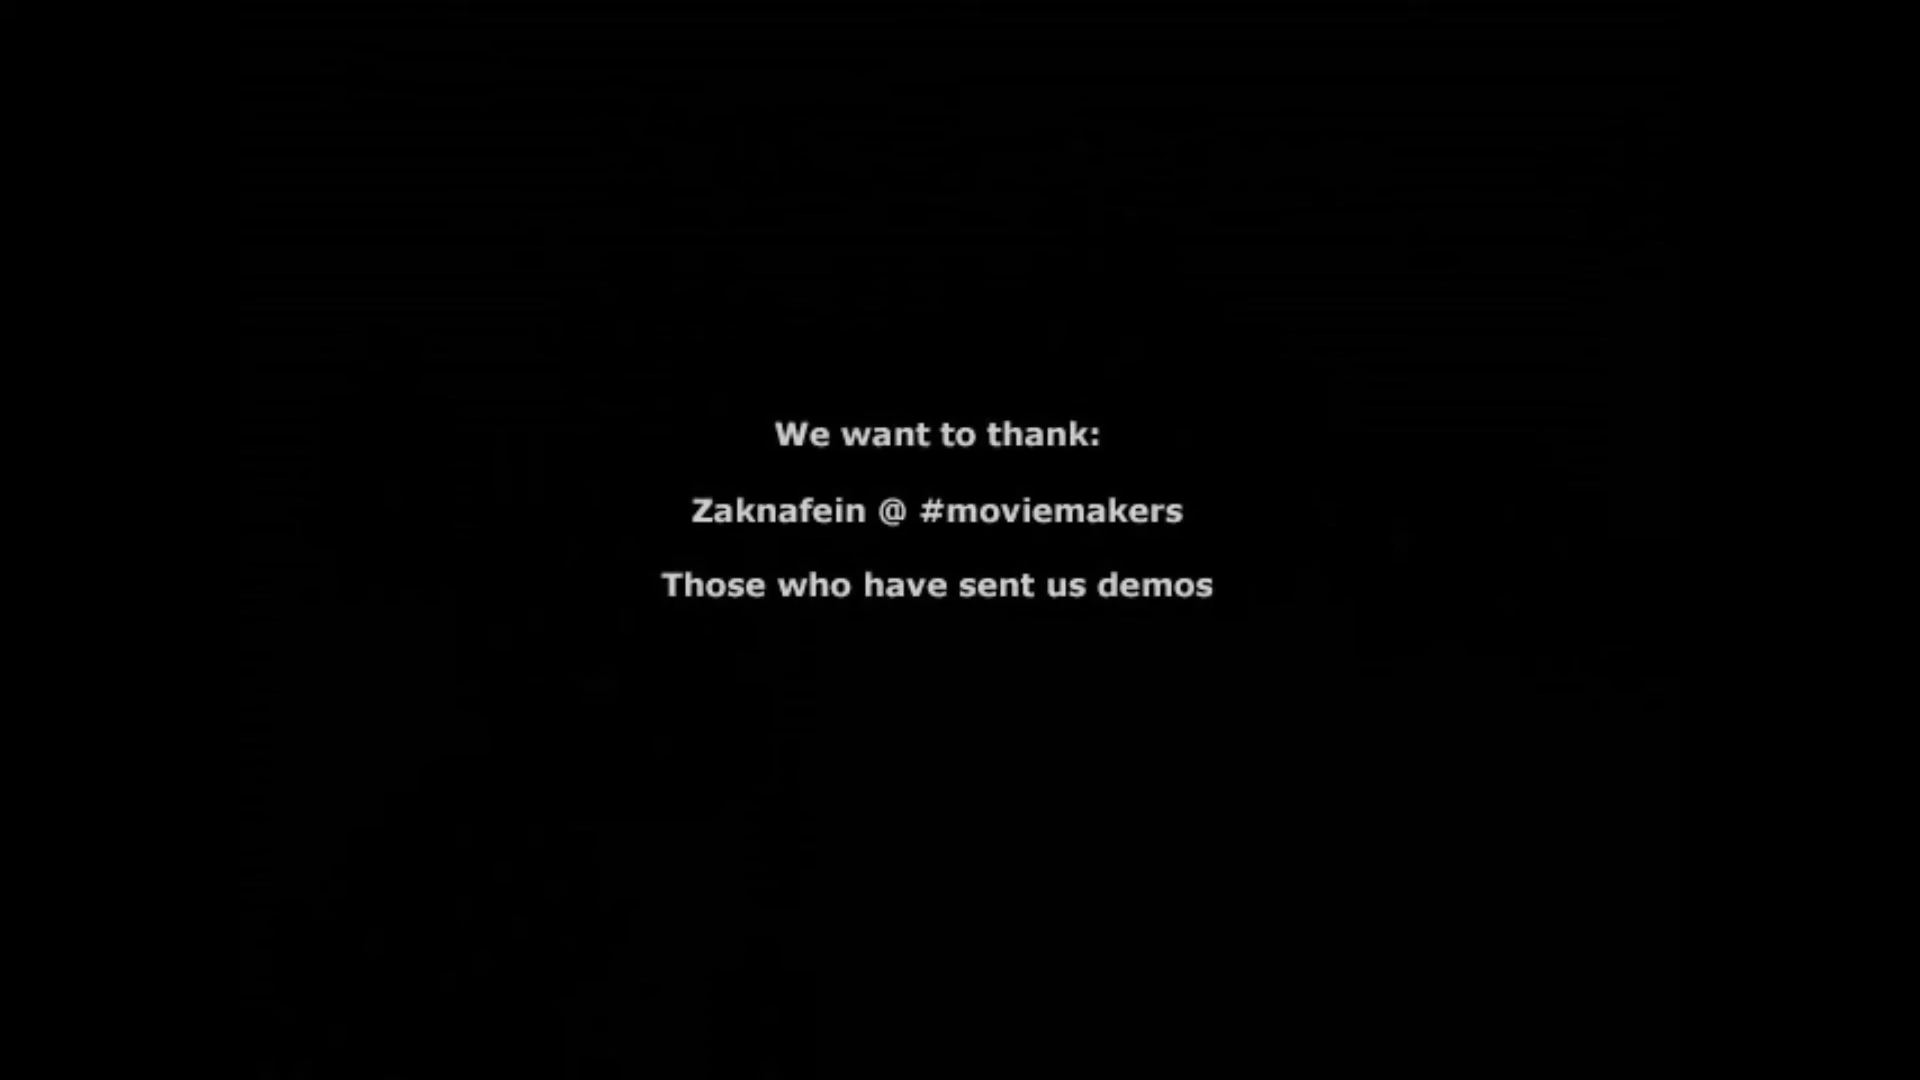 We want to thank:
Zaknafein @ #moviemakers
Those who have sent us demos